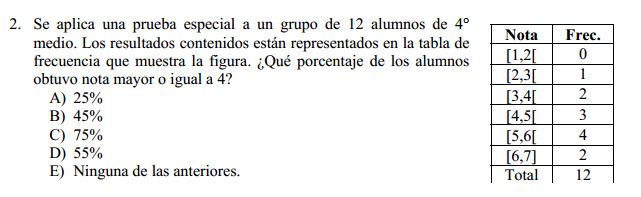 2. Se aplica una prueba especial a un grupo de 12 alumnos de 4°
medio. Los resultados contenidos están representados en la tabla de
frecuencia que muestra la figura. ¿Qué porcentaje de los alumnos
obtuvo nota mayor o igual a 4?
A) 25%
B) 45%
C) 75%
D) 55%
E) Ninguna de las anteriores.
Nota Frec.
[1,2[ 0
[2,3[ 1
[3,4[ 2
[4,5[ 3
[5,6[ 4
[6,7] 2
Total 12